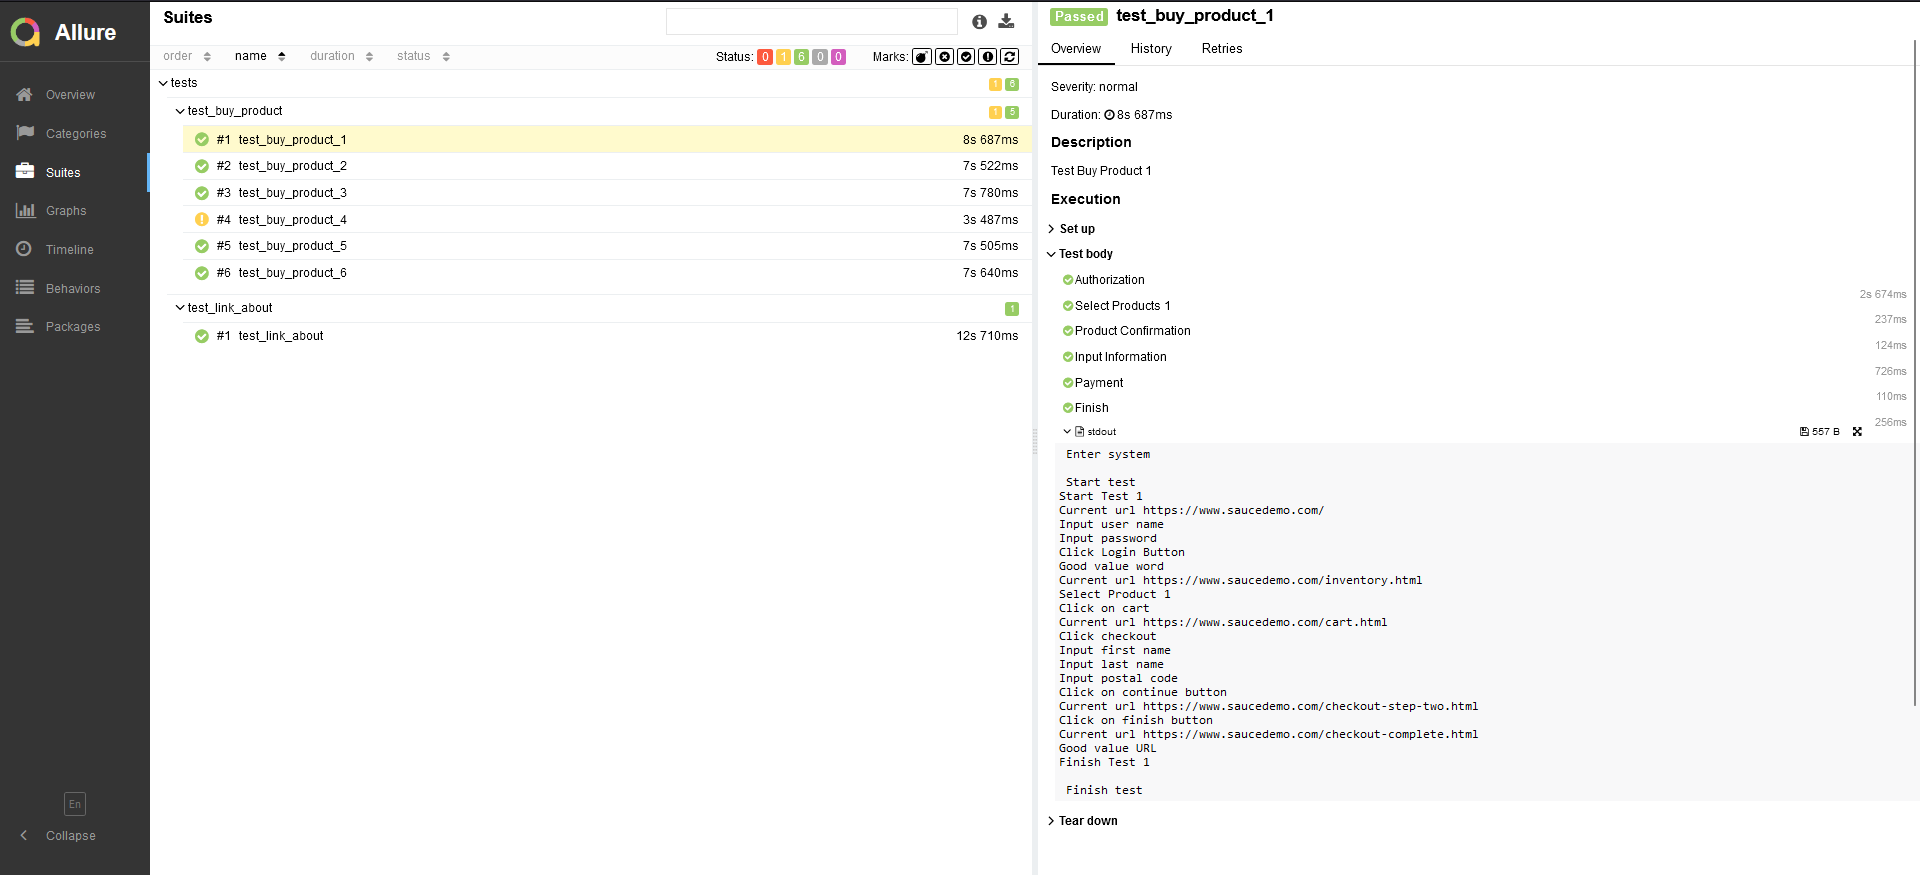 Allure
Overview
Categories
Suites
Graphs
Timeline
Behaviors
Packages
En
Collapse
Suites
order name duration status
Status: 0 1 6 0 0 Marks:
tests 1 6
test_buy_product 1 5
#1 test_buy_product_1 8s 687ms
#2 test_buy_product_2 7s 522ms
#3 test_buy_product_3 7s 780ms
#4 test_buy_product_4 3s 487ms
#5 test_buy_product_5 7s 505ms
#6 test_buy_product_6 7s 640ms
test_link_about 1
#1 test_link_about 12s 710ms
Passed test_buy_product_1
Overview History Retries
Severity: normal
Duration: 8s 687ms
Description
Test Buy Product 1
Execution
Set up
Test body
Authorization
2s 674ms
Select Products 1
237ms
Product Confirmation
124ms
Input Information
726ms
Payment
110ms
Finish
256ms
stdout 557 B
Enter system
Start test
Start Test 1
Current url https://www.saucedemo.com/
Input user name
Input password
Click Login Button
Good value word
Current url https://www.saucedemo.com/inventory.html
Select Product 1
Click on cart
Current url https://www.saucedemo.com/cart.html
Click checkout
Input first name
Input last name
Input postal code
Click on continue button
Current url https://www.saucedemo.com/checkout-step-two.html
Click on finish button
Current url https://www.saucedemo.com/checkout-complete.html
Good value URL
Finish Test 1
Finish test
Tear down